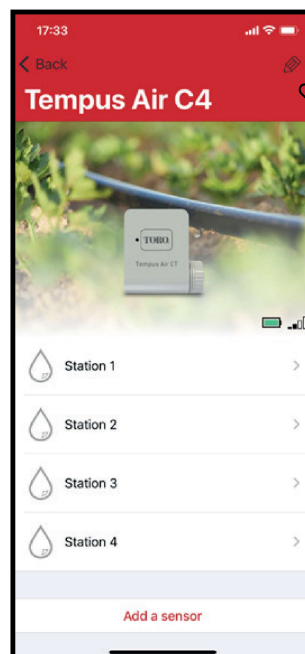 17:33
Back
Tempus Air C4
TORO
Tempus Air CT
Station 1
Station 2
Station 3
Station 4
Add a sensor